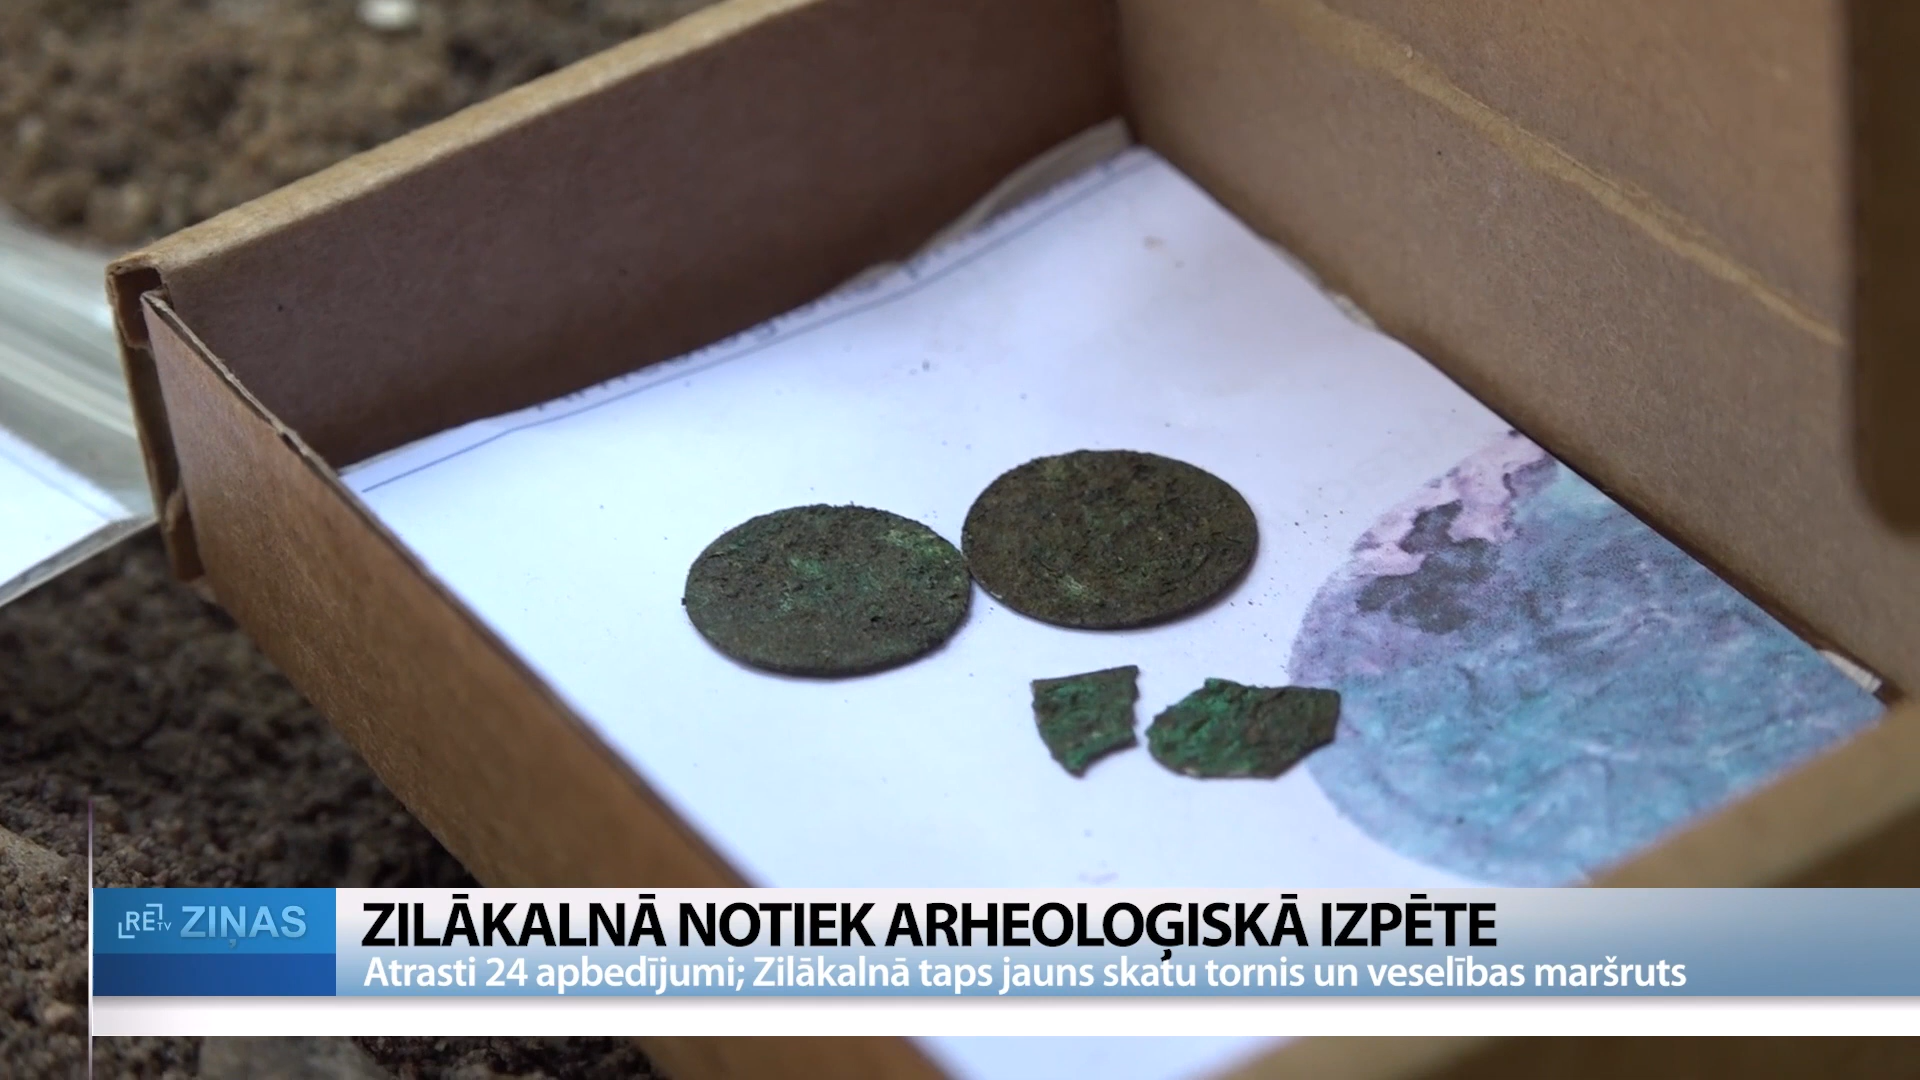 RE TV ZIŅAS
ZILĀKALNĀ NOTIEK ARHEOLOĢISKĀ IZPĒTE
Atrasti 24 apbedījumi; Zilākalnā taps jauns skatu tornis un veselības maršruts